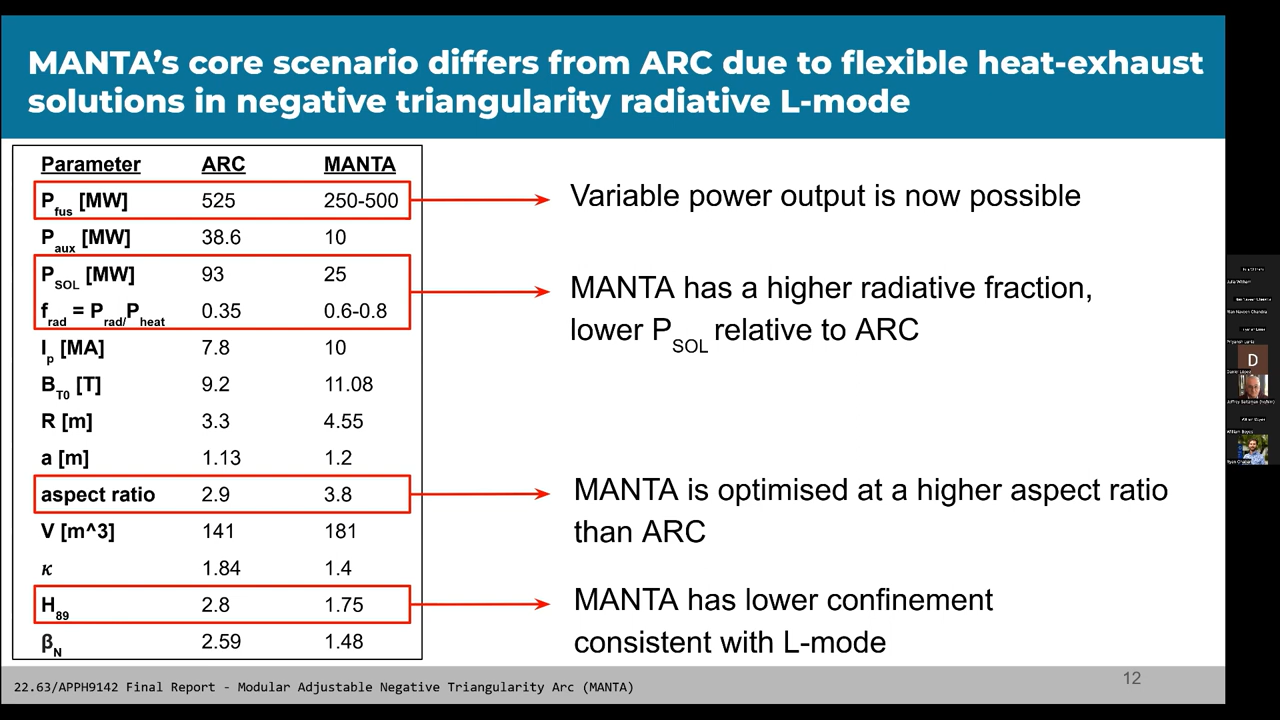 MANTA's core scenario differs from ARC due to flexible heat-exhaust
solutions in negative triangularity radiative L-mode
Parameter ARC MANTA
P_fus [MW] 525 250-500
P_aux [MW] 38.6 10
P_SOL [MW] 93 25
f_rad = P_rad/P_heat 0.35 0.6-0.8
I_p [MA] 7.8 10
B_T0 [T] 9.2 11.08
R [m] 3.3 4.55
a [m] 1.13 1.2
aspect ratio 2.9 3.8
V [m^3] 141 181
κ 1.84 1.4
H_89 2.8 1.75
β_N 2.59 1.48
Variable power output is now possible
MANTA has a higher radiative fraction,
lower P_SOL relative to ARC
MANTA is optimised at a higher aspect ratio
than ARC
MANTA has lower confinement
consistent with L-mode
22.63/APPH9142 Final Report - Modular Adjustable Negative Triangularity Arc (MANTA)
12
D